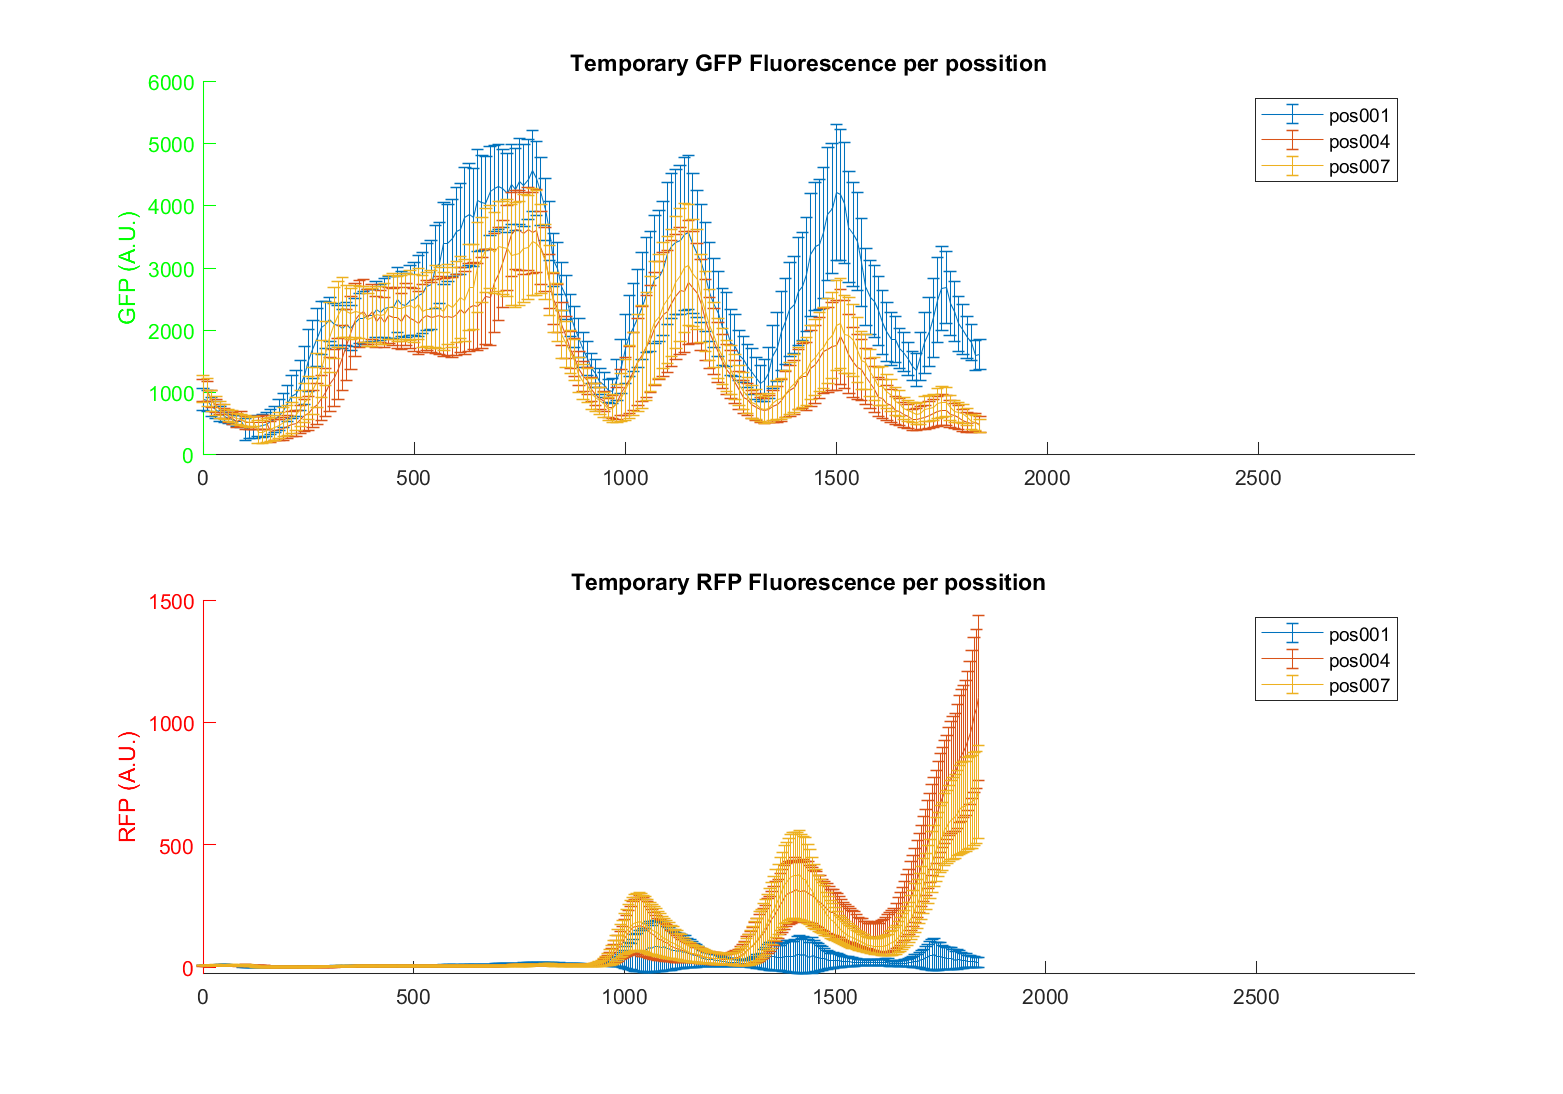 Temporary GFP Fluorescence per possition
6000
5000
4000
3000
2000
1000
0
GFP (A.U.)
0 500 1000 1500 2000 2500
pos001
pos004
pos007
Temporary RFP Fluorescence per possition
1500
1000
500
0
RFP (A.U.)
0 500 1000 1500 2000 2500
pos001
pos004
pos007